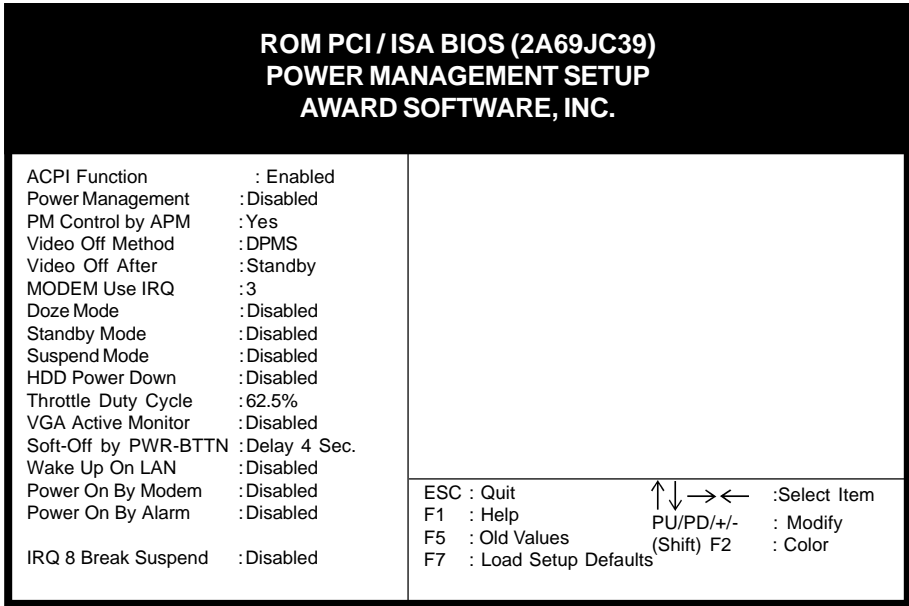 ROM PCI / ISA BIOS (2A69JC39)
POWER MANAGEMENT SETUP
AWARD SOFTWARE, INC.
ACPI Function : Enabled
Power Management : Disabled
PM Control by APM : Yes
Video Off Method : DPMS
Video Off After : Standby
MODEM Use IRQ : 3
Doze Mode : Disabled
Standby Mode : Disabled
Suspend Mode : Disabled
HDD Power Down : Disabled
Throttle Duty Cycle : 62.5%
VGA Active Monitor : Disabled
Soft-Off by PWR-BTTN : Delay 4 Sec.
Wake Up On LAN : Disabled
Power On By Modem : Disabled
Power On By Alarm : Disabled
IRQ 8 Break Suspend : Disabled
ESC : Quit ↑↓→← :Select Item
F1 : Help PU/PD/+/- : Modify
F5 : Old Values (Shift) F2 : Color
F7 : Load Setup Defaults